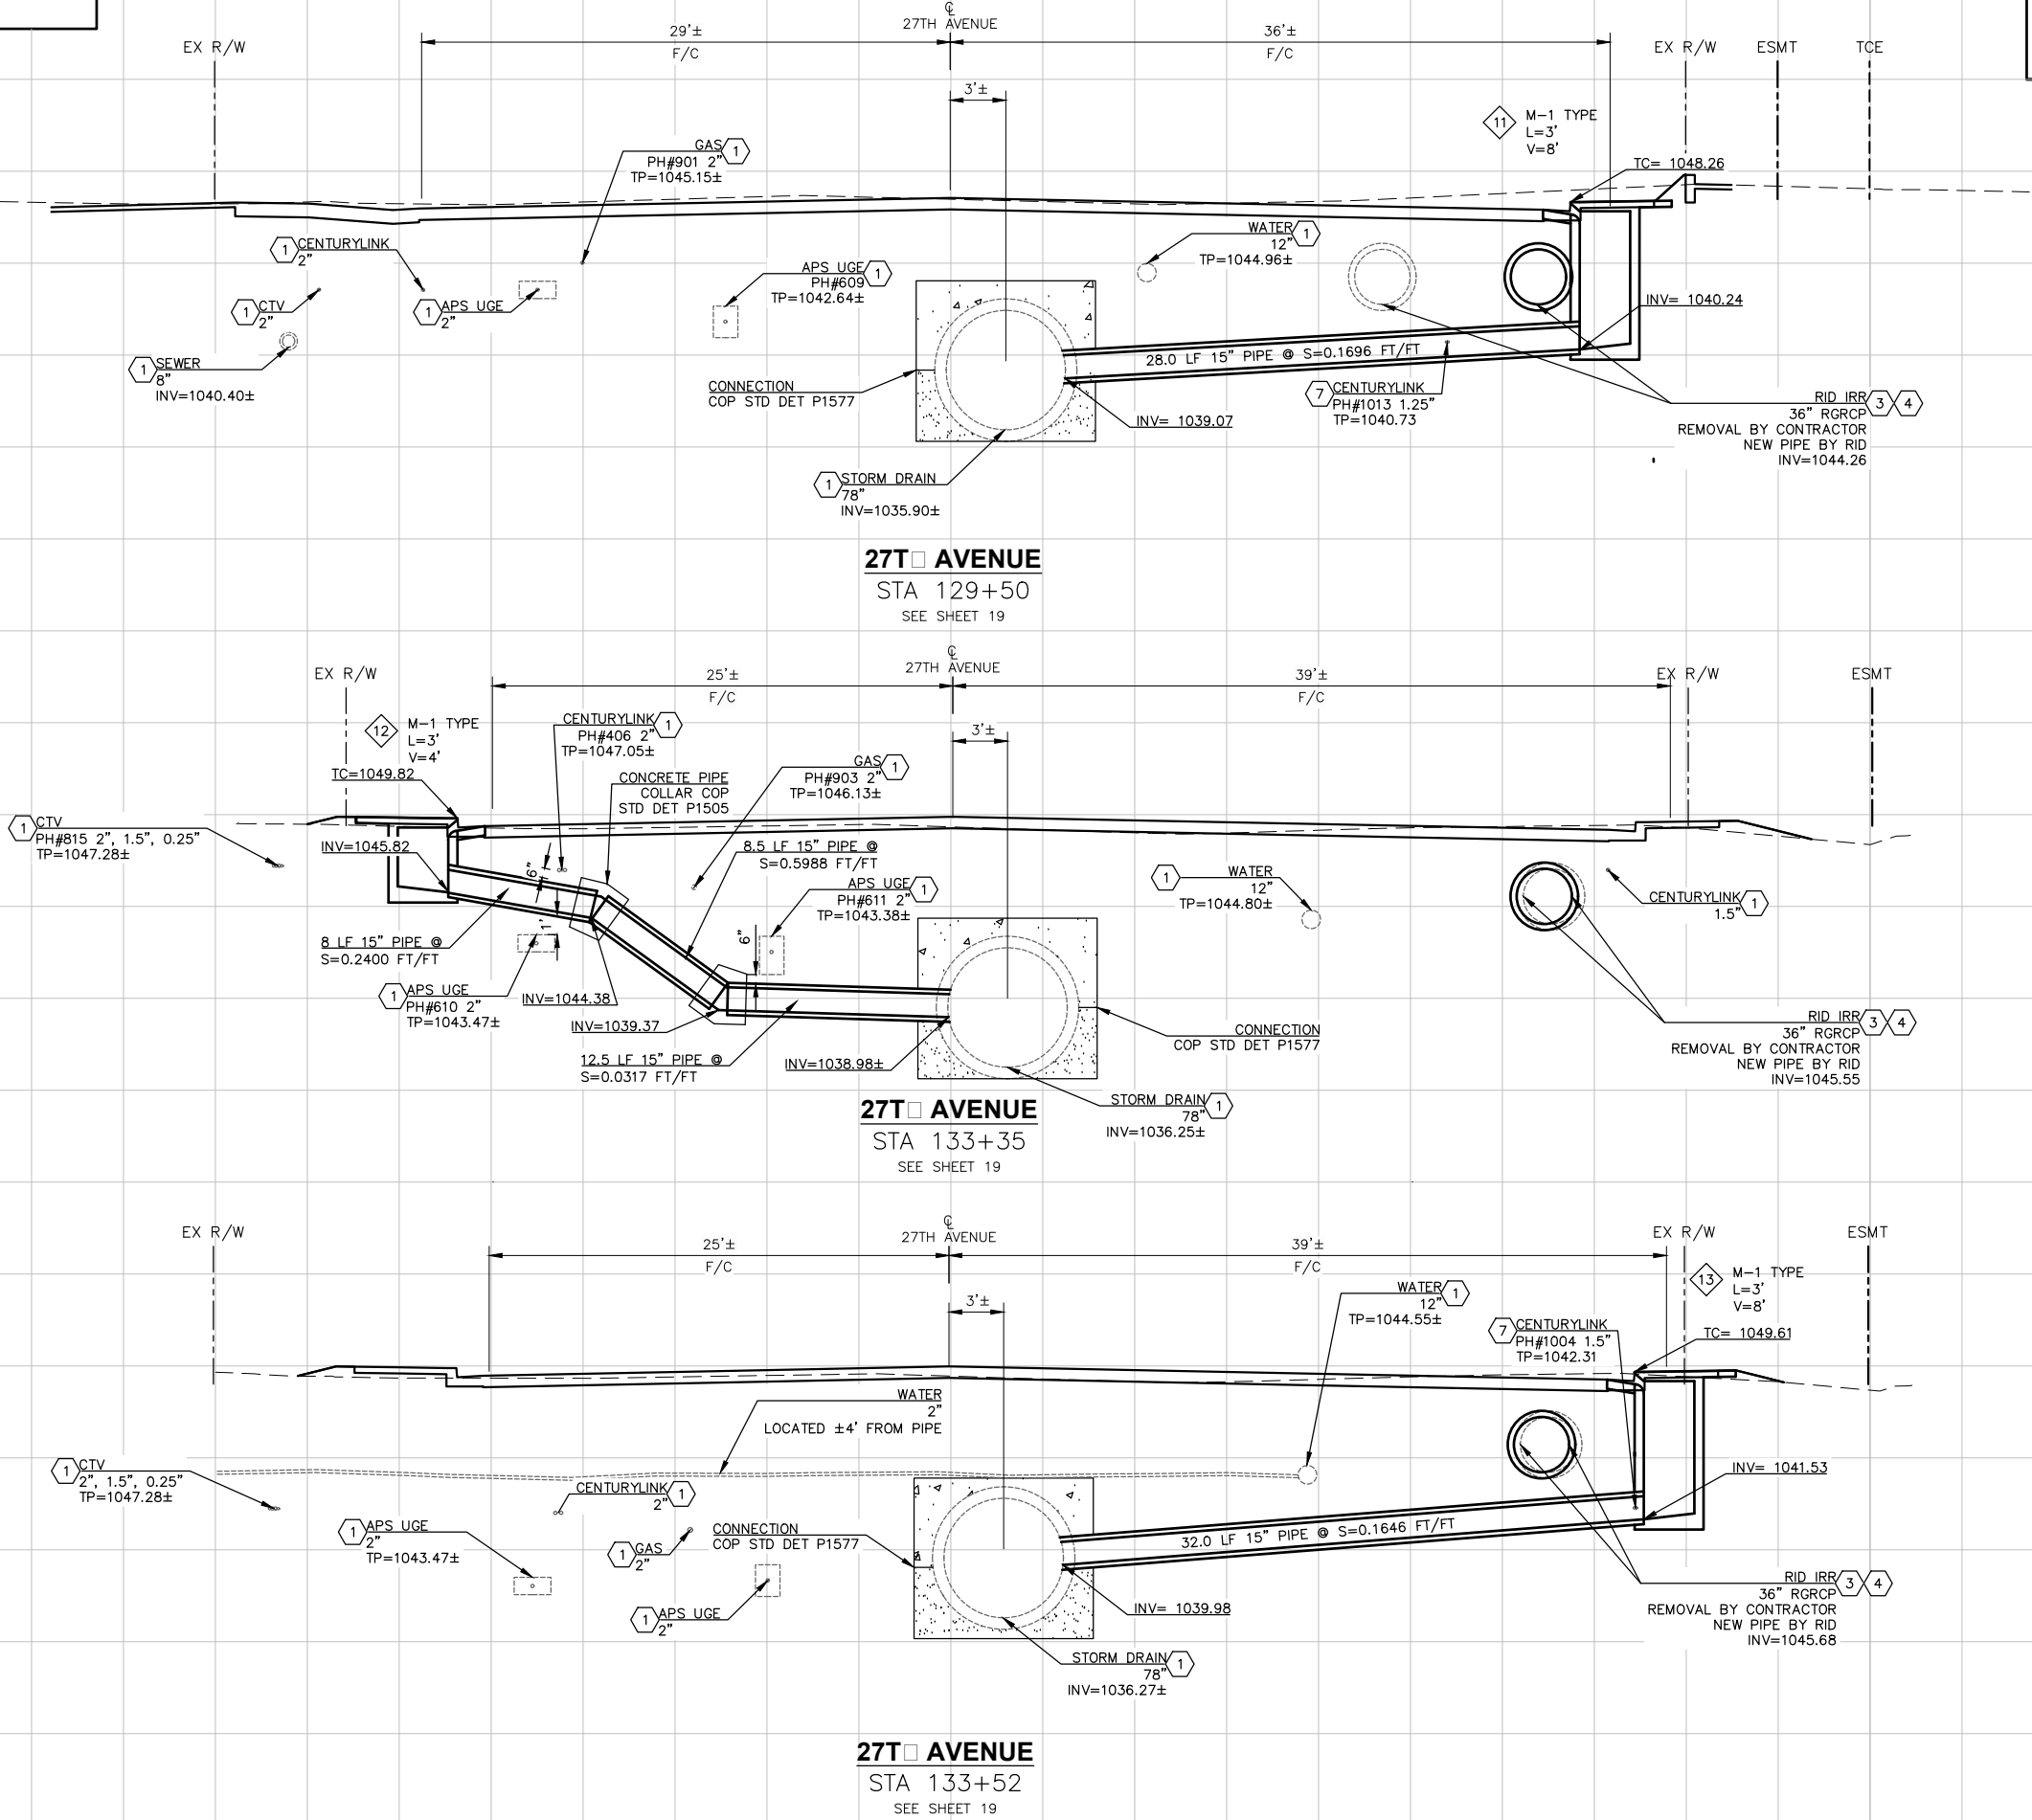 ℄
27TH AVENUE
29'±
F/C
36'±
F/C
EX R/W
EX R/W
ESMT
TCE
3'±
11
M-1 TYPE
L=3'
V=8'
TC= 1048.26
GAS 1
PH#901 2"
TP=1045.15±
1 CENTURYLINK
2"
WATER 1
12"
TP=1044.96±
APS UGE 1
PH#609
TP=1042.64±
1 CTV
2"
1 APS UGE
2"
INV= 1040.24
28.0 LF 15" PIPE @ S=0.1696 FT/FT
1 SEWER
8"
INV=1040.40±
CONNECTION
COP STD DET P1577
7 CENTURYLINK
PH#1013 1.25"
TP=1040.73
INV= 1039.07
RID IRR 3 4
36" RGRCP
REMOVAL BY CONTRACTOR
NEW PIPE BY RID
INV=1044.26
1 STORM DRAIN
78"
INV=1035.90±
27T□ AVENUE
STA 129+50
SEE SHEET 19
℄
27TH AVENUE
25'±
F/C
39'±
F/C
EX R/W
EX R/W
ESMT
3'±
12
M-1 TYPE
L=3'
V=4'
TC=1049.82
CENTURYLINK 1
PH#406 2"
TP=1047.05±
GAS 1
PH#903 2"
TP=1046.13±
CONCRETE PIPE
COLLAR COP
STD DET P1505
1 CTV
PH#815 2", 1.5", 0.25"
TP=1047.28±
INV=1045.82
6"
8.5 LF 15" PIPE @
S=0.5988 FT/FT
APS UGE 1
PH#611 2"
TP=1043.38±
1 WATER
12"
TP=1044.80±
CENTURYLINK 1
1.5"
1'
6"
8 LF 15" PIPE @
S=0.2400 FT/FT
1 APS UGE
PH#610 2"
TP=1043.47±
INV=1044.38
INV=1039.37
12.5 LF 15" PIPE @
S=0.0317 FT/FT
INV=1038.98±
CONNECTION
COP STD DET P1577
RID IRR 3 4
36" RGRCP
REMOVAL BY CONTRACTOR
NEW PIPE BY RID
INV=1045.55
STORM DRAIN 1
78"
INV=1036.25±
27T□ AVENUE
STA 133+35
SEE SHEET 19
℄
27TH AVENUE
25'±
F/C
39'±
F/C
EX R/W
EX R/W
ESMT
3'±
13
M-1 TYPE
L=3'
V=8'
WATER 1
12"
TP=1044.55±
7 CENTURYLINK
PH#1004 1.5"
TP=1042.31
TC= 1049.61
WATER
2"
LOCATED ±4' FROM PIPE
1 CTV
2", 1.5", 0.25"
TP=1047.28±
CENTURYLINK 1
2"
INV= 1041.53
1 APS UGE
2"
TP=1043.47±
1 GAS
2"
CONNECTION
COP STD DET P1577
32.0 LF 15" PIPE @ S=0.1646 FT/FT
1 APS UGE
2"
INV= 1039.98
RID IRR 3 4
36" RGRCP
REMOVAL BY CONTRACTOR
NEW PIPE BY RID
INV=1045.68
STORM DRAIN 1
78"
INV=1036.27±
27T□ AVENUE
STA 133+52
SEE SHEET 19